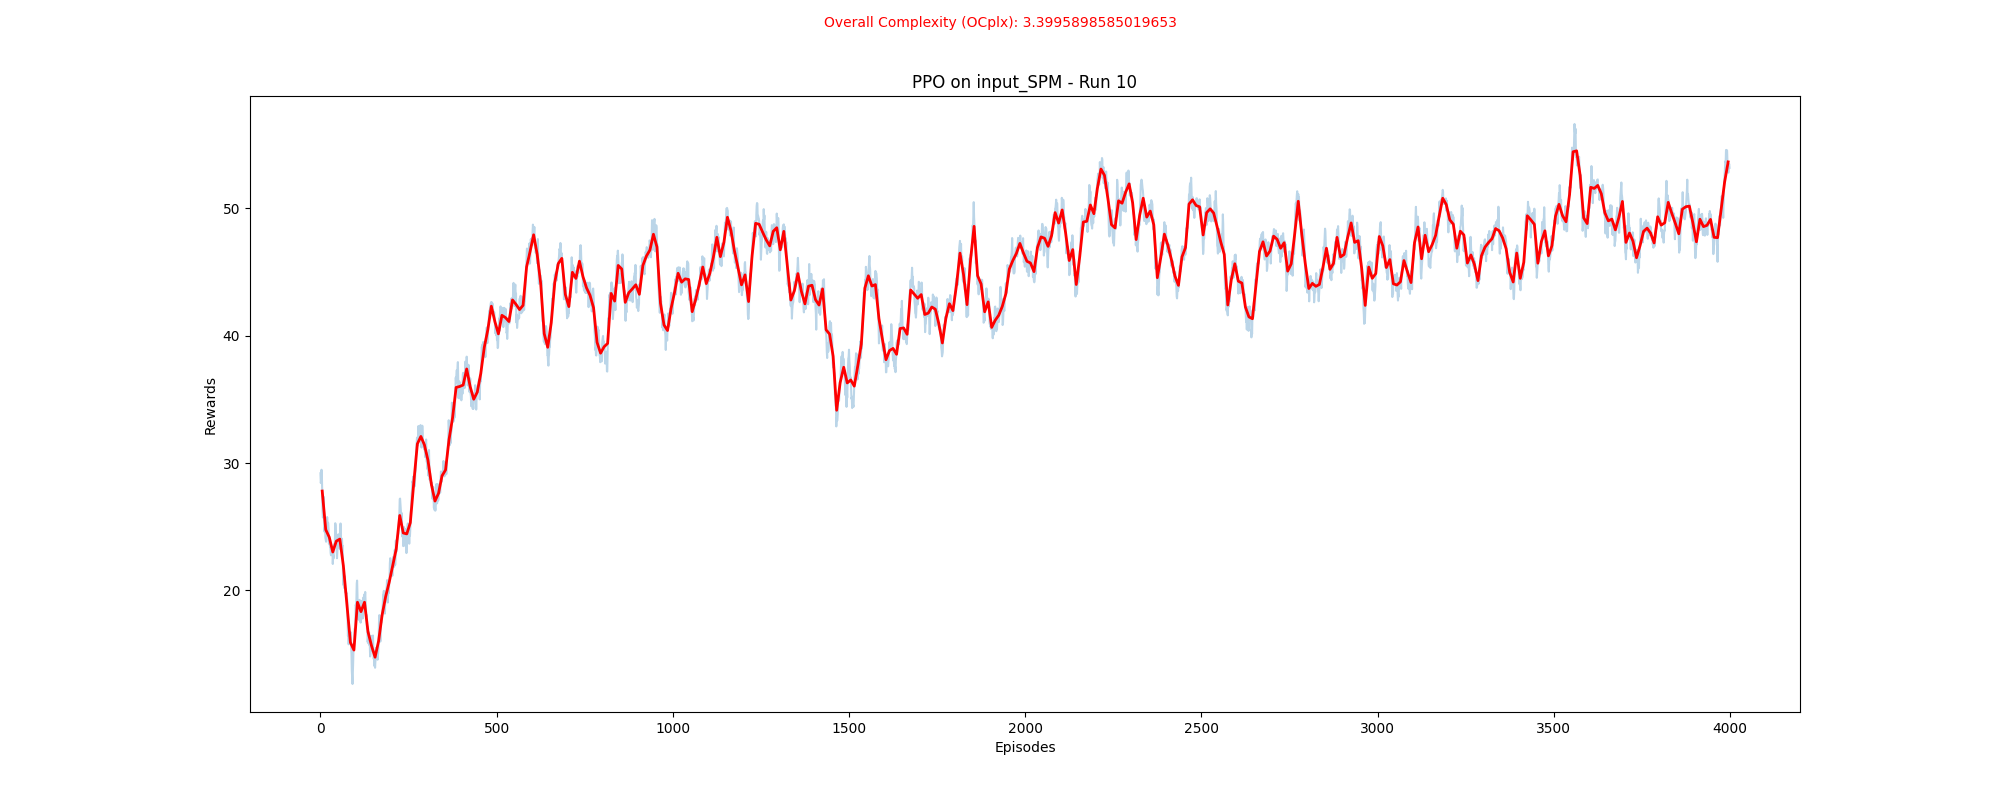 Overall Complexity (OCplx): 3.3995898585019653
PPO on input_SPM - Run 10
50
40
30
20
Rewards
0 500 1000 1500 2000 2500 3000 3500 4000
Episodes